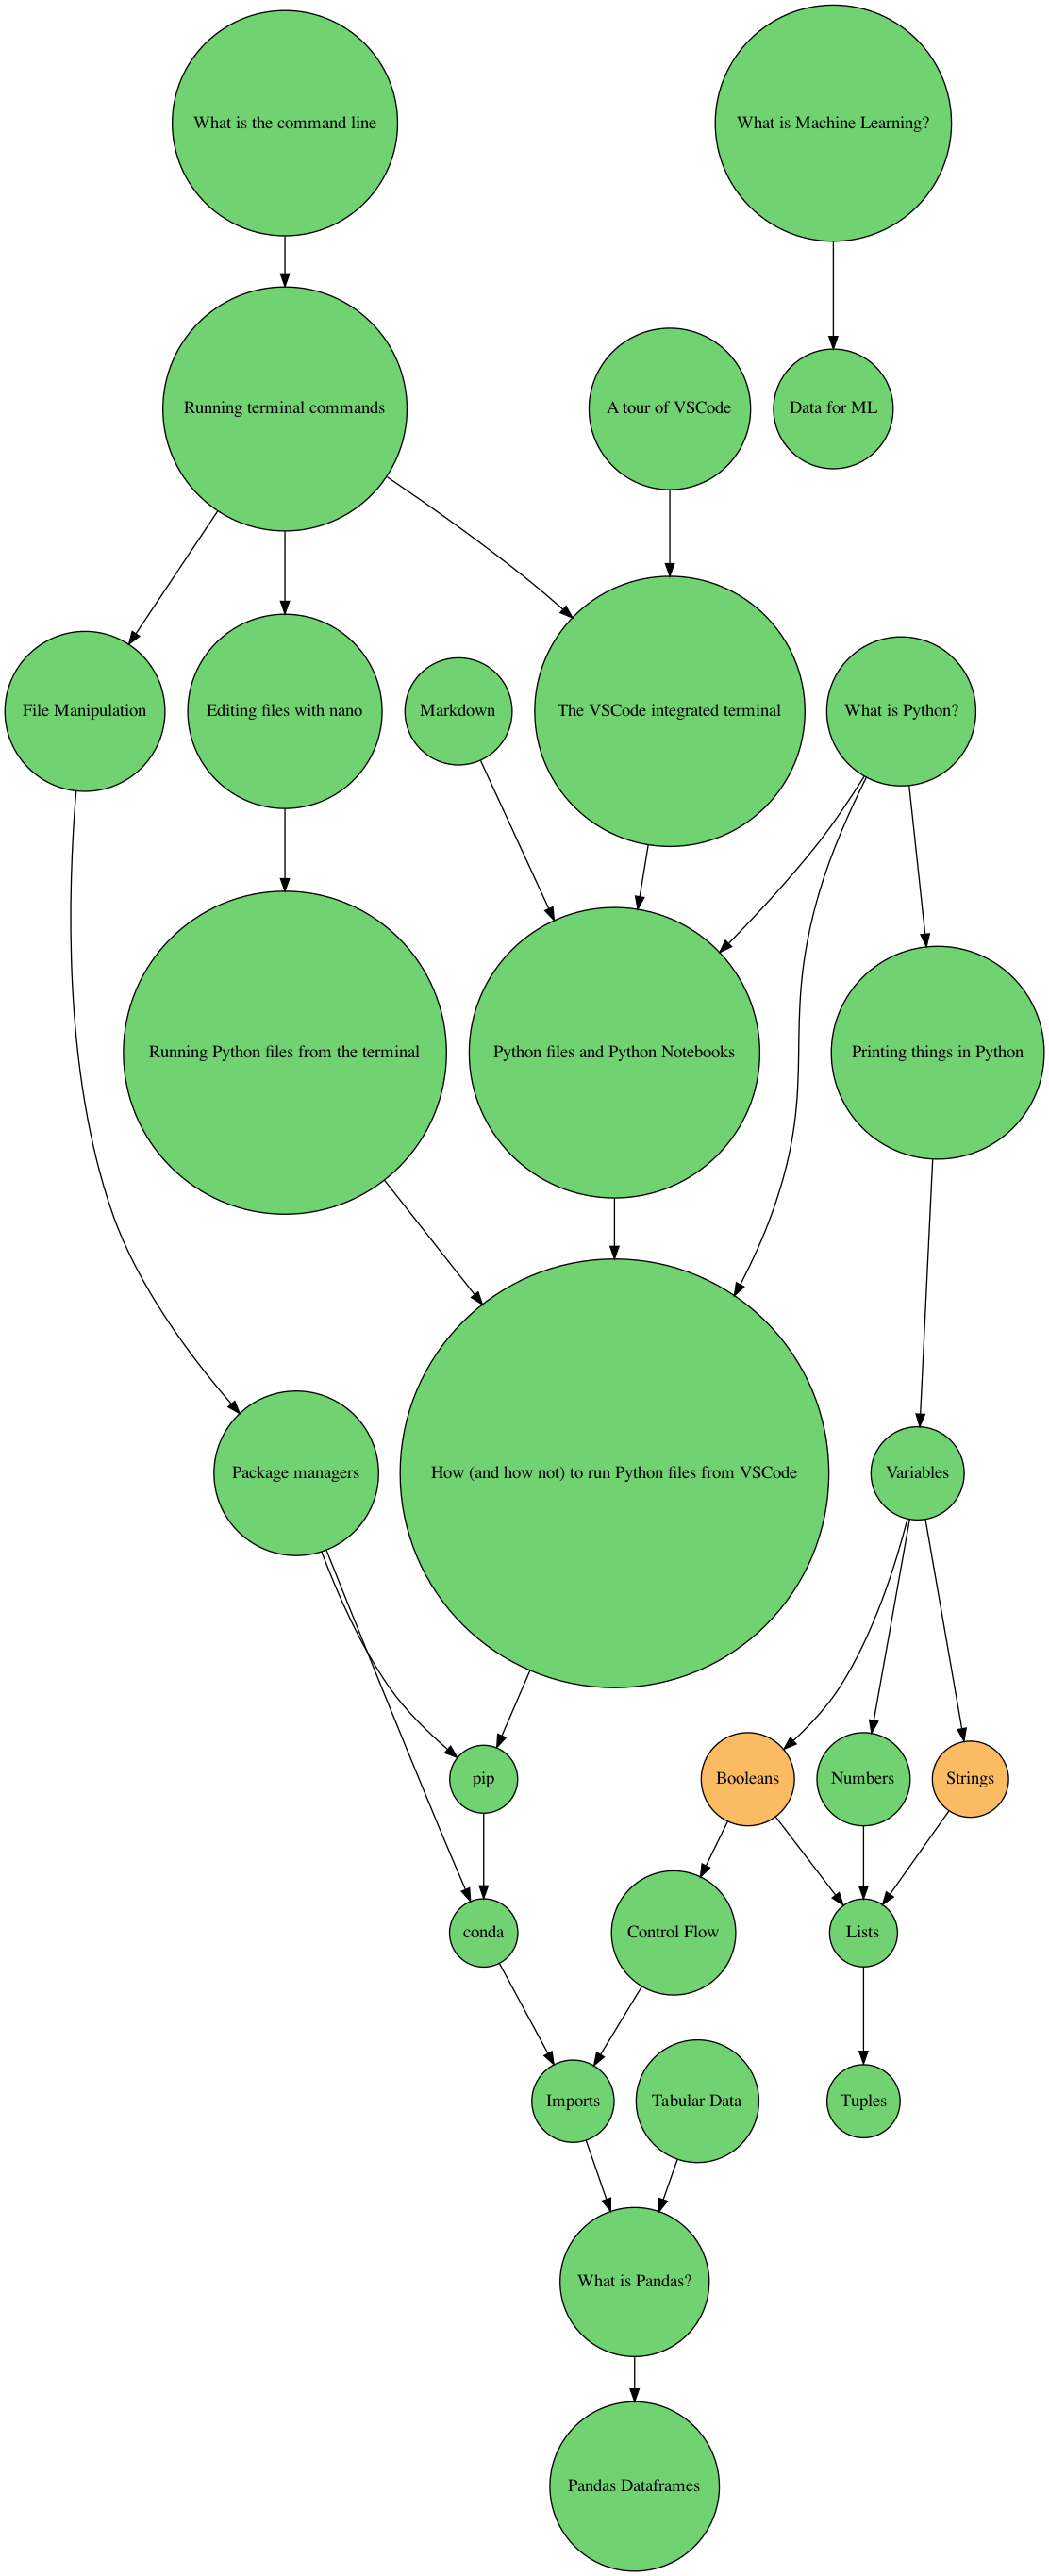 What is the command line
What is Machine Learning?
Running terminal commands
A tour of VSCode
Data for ML
File Manipulation
Editing files with nano
Markdown
The VSCode integrated terminal
What is Python?
Running Python files from the terminal
Python files and Python Notebooks
Printing things in Python
Package managers
How (and how not) to run Python files from VSCode
Variables
pip
Booleans
Numbers
Strings
conda
Control Flow
Lists
Imports
Tabular Data
Tuples
What is Pandas?
Pandas Dataframes